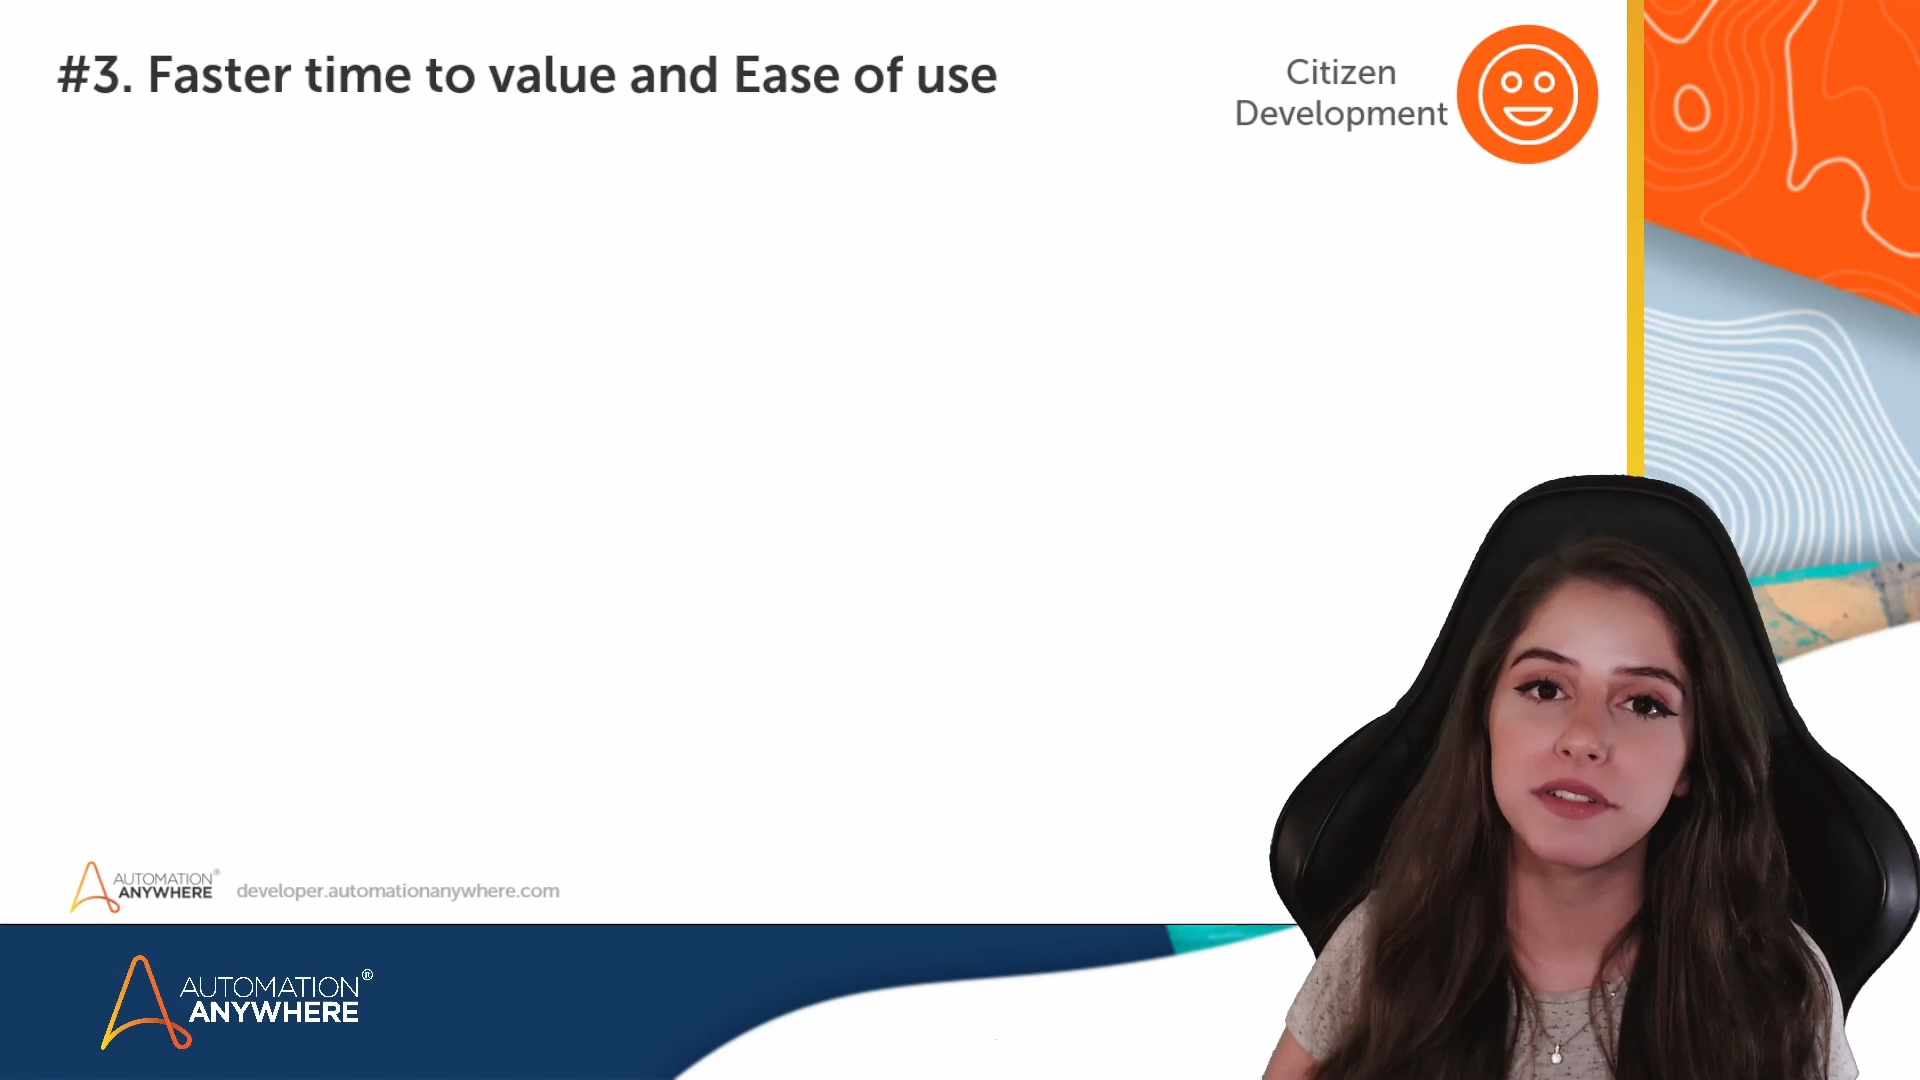 #3. Faster time to value and Ease of use
Citizen
Development
AUTOMATION®
ANYWHERE
developer.automationanywhere.com
AUTOMATION®
ANYWHERE